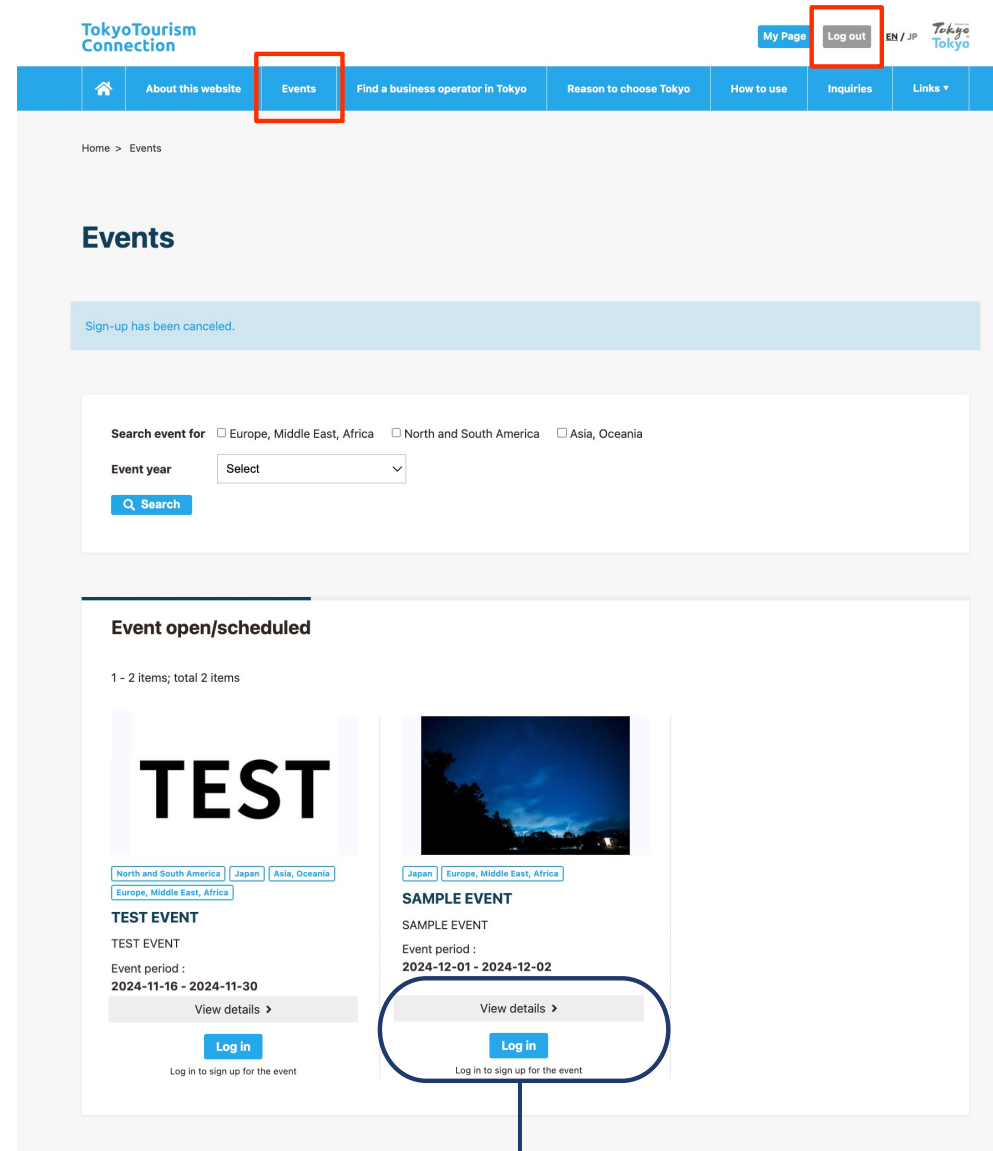 TokyoTourism
Connection
My Page
Log out
EN / JP
Tokyo
Tokyo
About this website
Events
Find a business operator in Tokyo
Reason to choose Tokyo
How to use
Inquiries
Links ▾
Home > Events
Events
Sign-up has been canceled.
Search event for
Europe, Middle East, Africa
North and South America
Asia, Oceania
Event year
Select
Search
Event open/scheduled
1 - 2 items; total 2 items
TEST
North and South America
Japan
Asia, Oceania
Europe, Middle East, Africa
TEST EVENT
TEST EVENT
Event period :
2024-11-16 - 2024-11-30
View details >
Log in
Log in to sign up for the event
Japan
Europe, Middle East, Africa
SAMPLE EVENT
SAMPLE EVENT
Event period :
2024-12-01 - 2024-12-02
View details >
Log in
Log in to sign up for the event